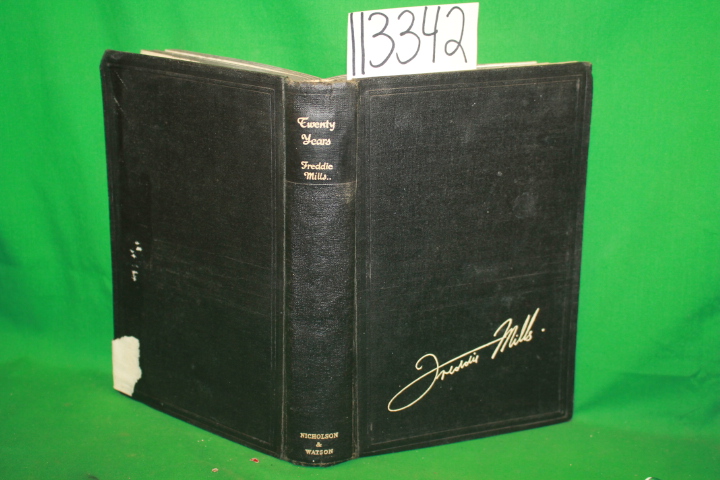 113342
Twenty
Years
Freddie
Mills..
NICHOLSON
&
WATSON
Freddie Mills.